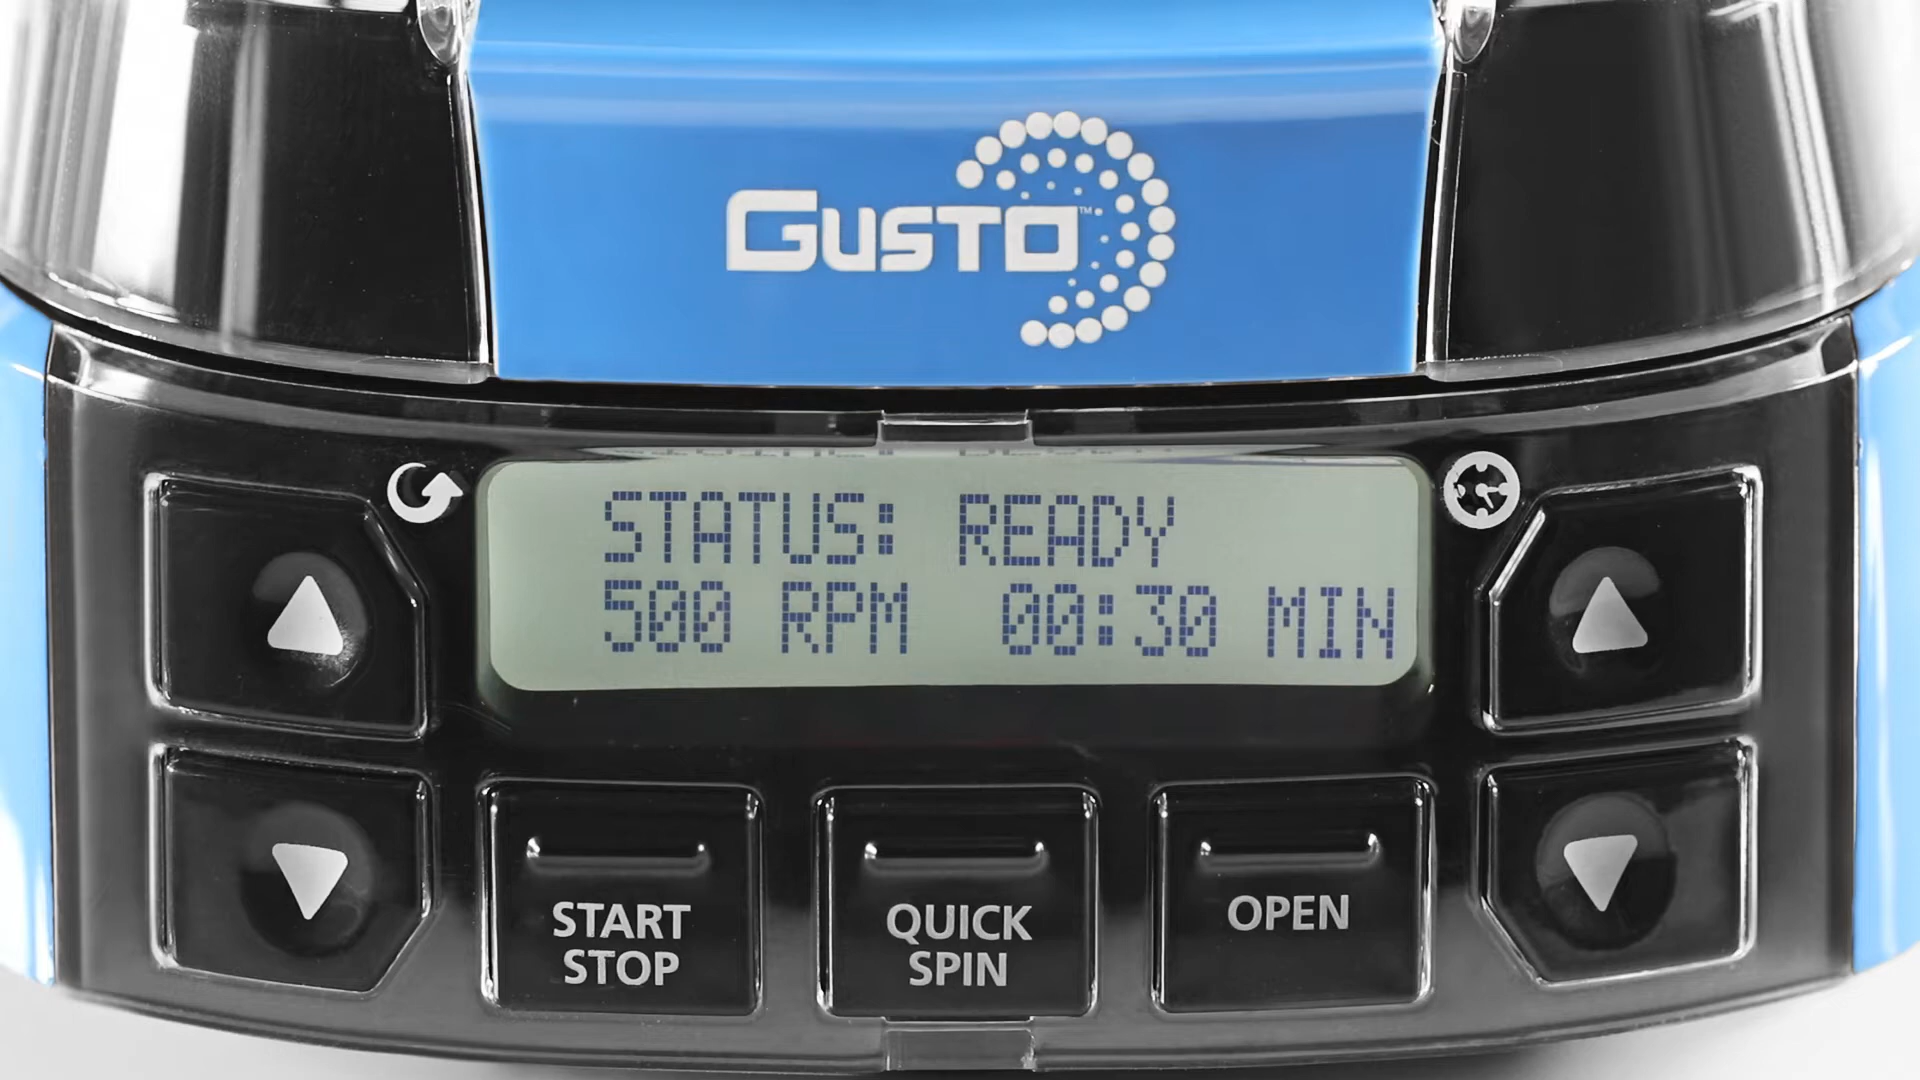 GUSTO™
STATUS: READY
500 RPM 00:30 MIN
START
STOP
QUICK
SPIN
OPEN